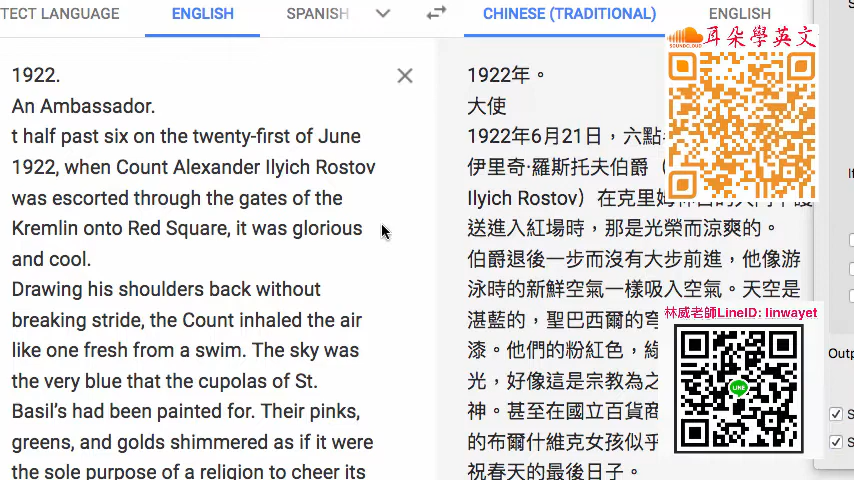 TECT LANGUAGE
ENGLISH
SPANISH
CHINESE (TRADITIONAL)
ENGLISH
1922.
An Ambassador.
t half past six on the twenty-first of June
1922, when Count Alexander Ilyich Rostov
was escorted through the gates of the
Kremlin onto Red Square, it was glorious
and cool.
Drawing his shoulders back without
breaking stride, the Count inhaled the air
like one fresh from a swim. The sky was
the very blue that the cupolas of St.
Basil's had been painted for. Their pinks,
greens, and golds shimmered as if it were
the sole purpose of a religion to cheer its
1922年。
大使
1922年6月21日，六點
伊里奇·羅斯托夫伯爵（
Ilyich Rostov）在克里姆林宮的大門下護
送進入紅場時，那是光榮而涼爽的。
伯爵退後一步而沒有大步前進，他像游
泳時的新鮮空氣一樣吸入空氣。天空是
湛藍的，聖巴西爾的穹
漆。他們的粉紅色，綠
光，好像這是宗教為之
神。甚至在國立百貨商
的布爾什維克女孩似乎
祝春天的最後日子。
SOUNDCLOUD
耳朵學英文
林威老師LineID: linwayet
LINE
Outp